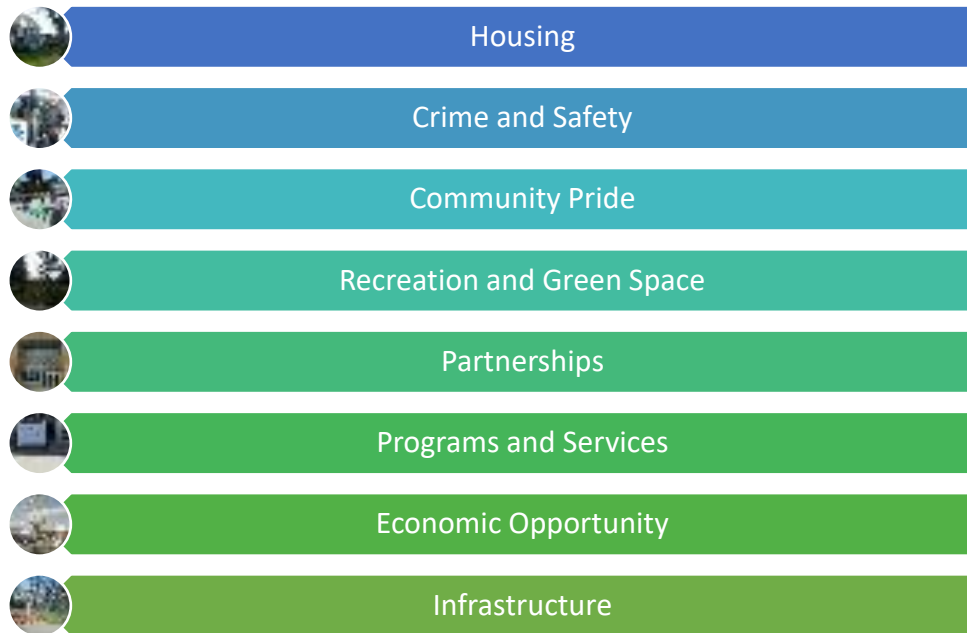 Housing
Crime and Safety
Community Pride
Recreation and Green Space
Partnerships
Programs and Services
Economic Opportunity
Infrastructure